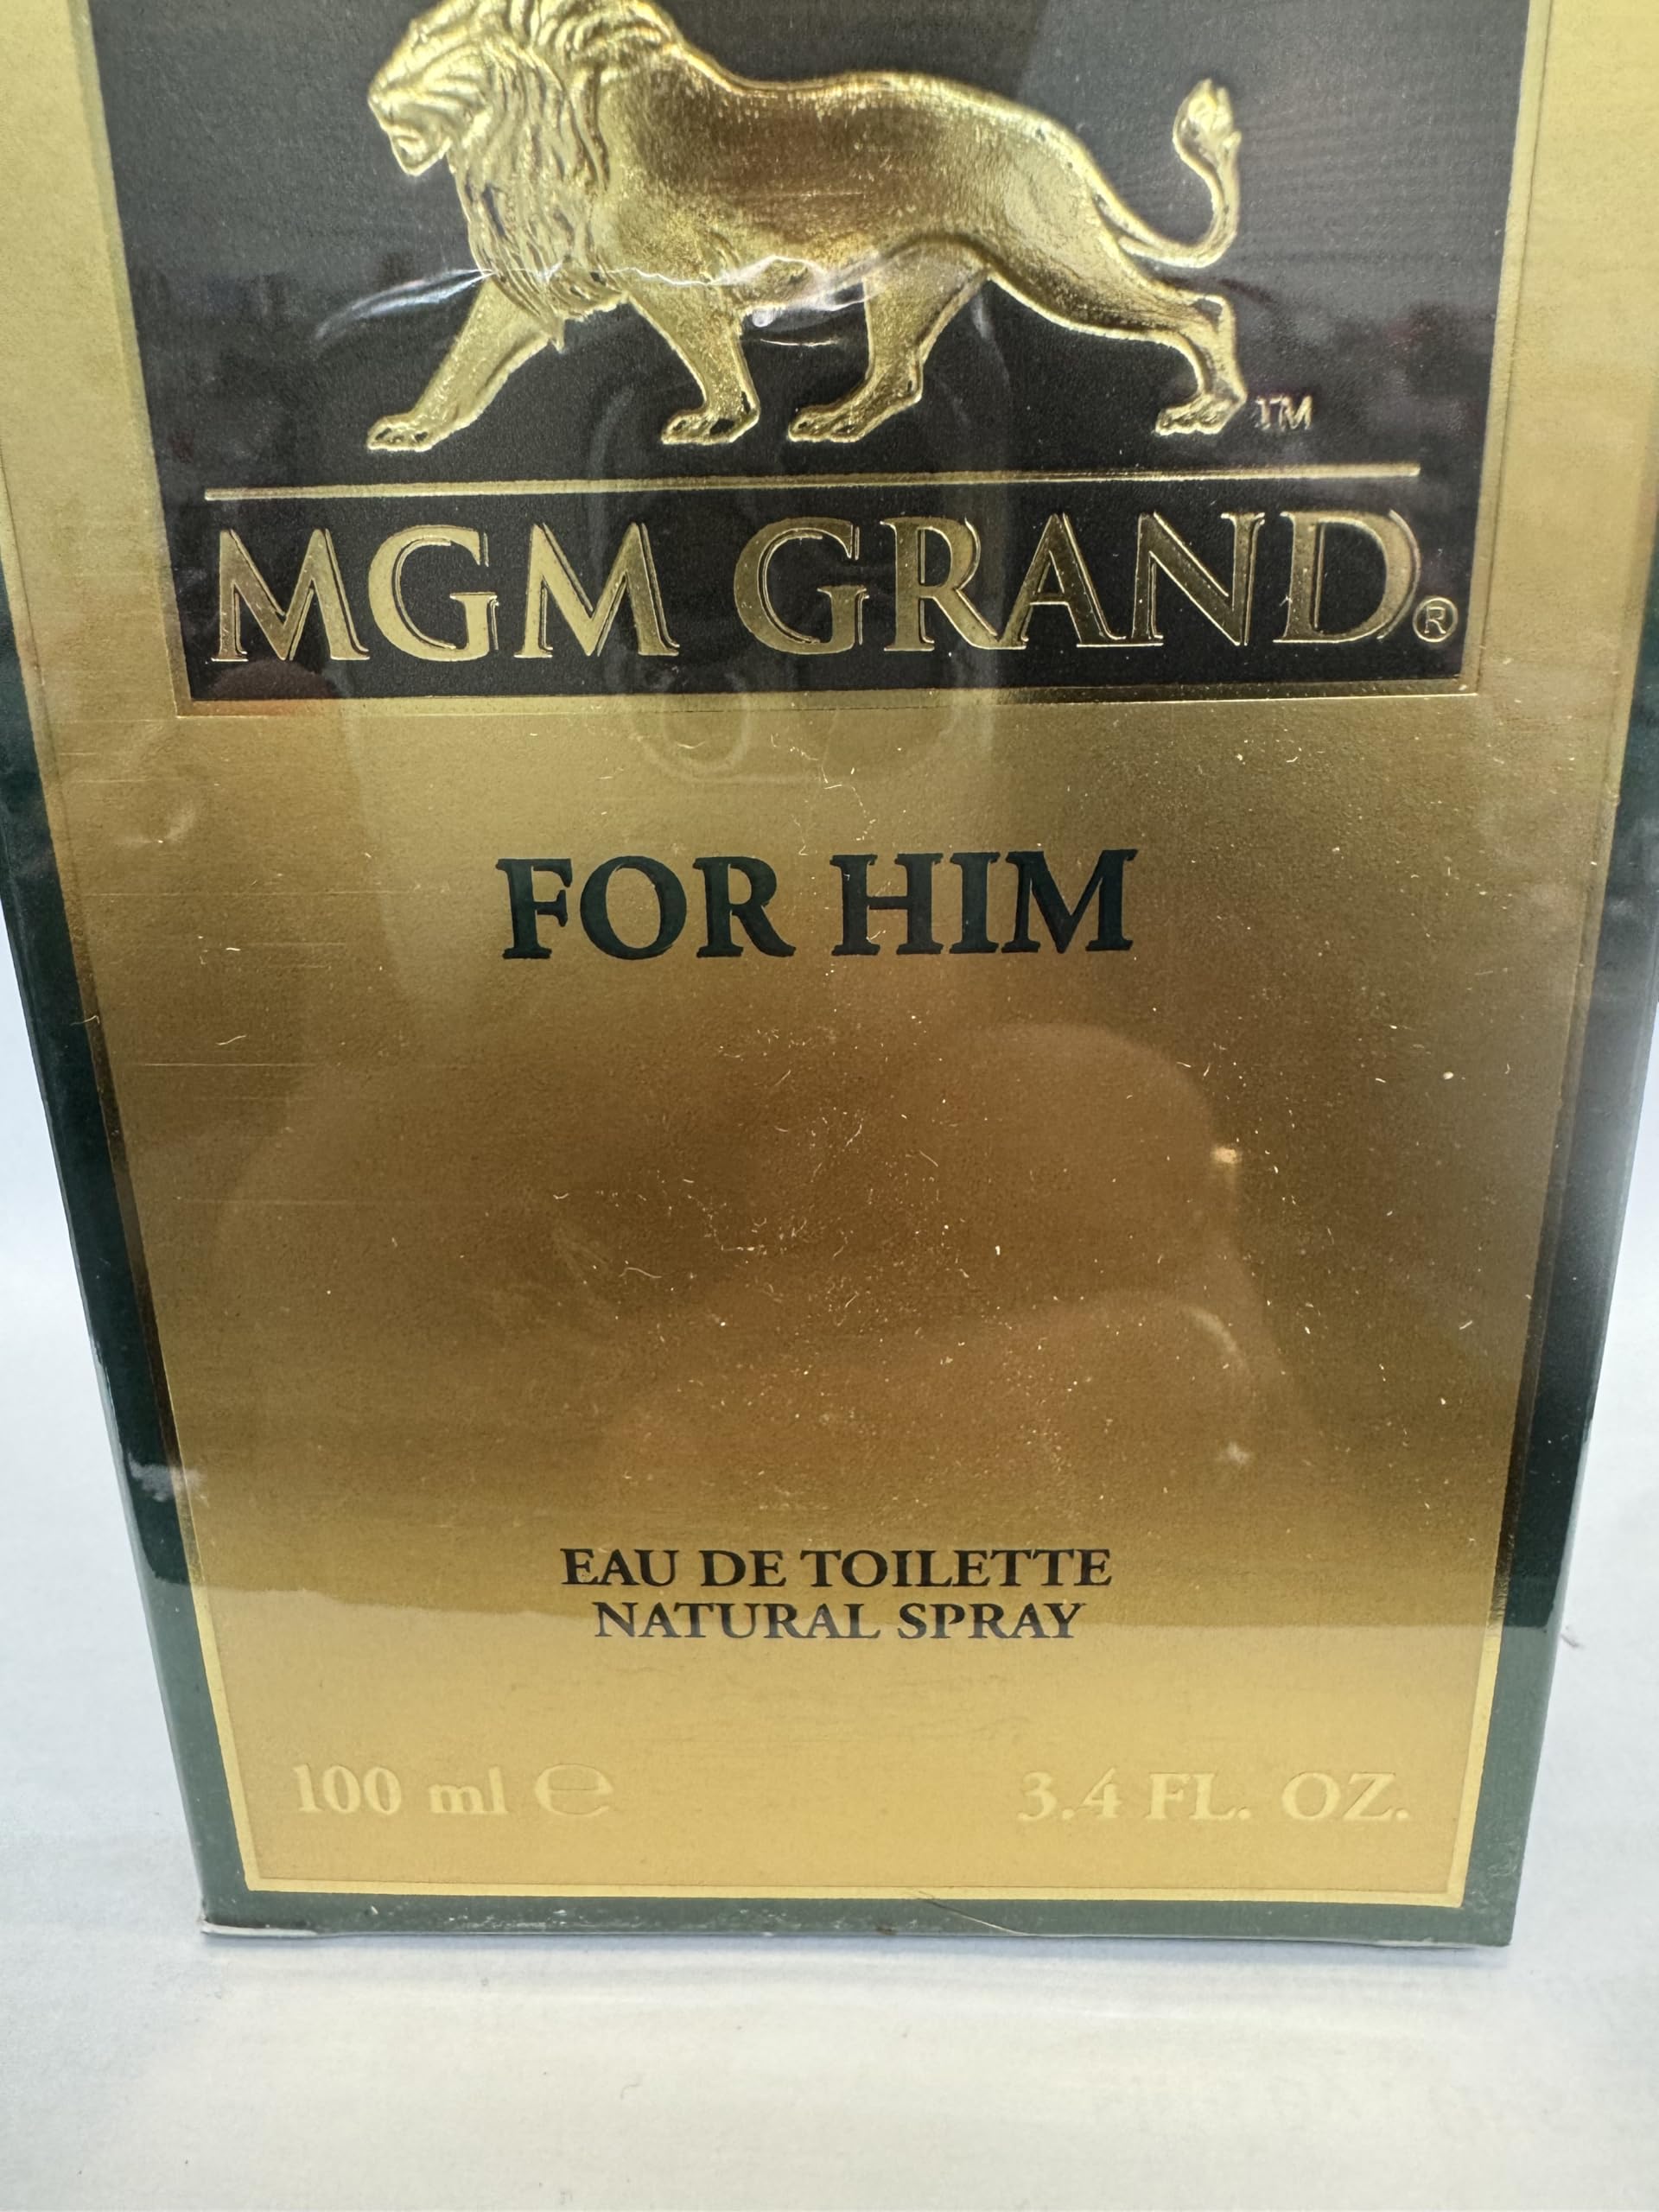 ™
MGM GRAND®
FOR HIM
EAU DE TOILETTE
NATURAL SPRAY
100 ml ℮
3.4 FL. OZ.